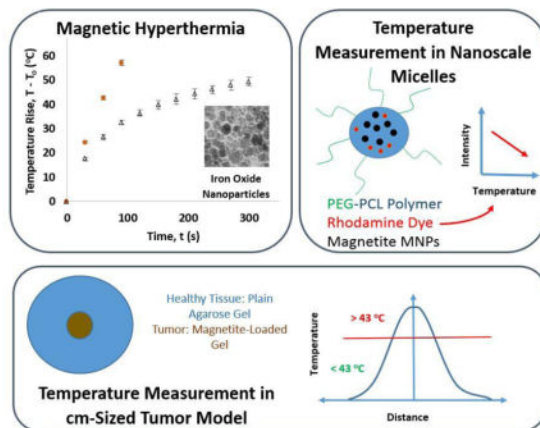 Magnetic Hyperthermia
Temperature Rise, T - T₀ (°C)
60
50
40
30
20
10
0
0
100
200
300
Time, t (s)
Iron Oxide
Nanoparticles
Temperature
Measurement in Nanoscale
Micelles
Intensity
Temperature
PEG-PCL Polymer
Rhodamine Dye
Magnetite MNPs
Healthy Tissue: Plain
Agarose Gel
Tumor: Magnetite-Loaded
Gel
Temperature Measurement in
cm-Sized Tumor Model
Temperature
> 43 °C
< 43 °C
Distance